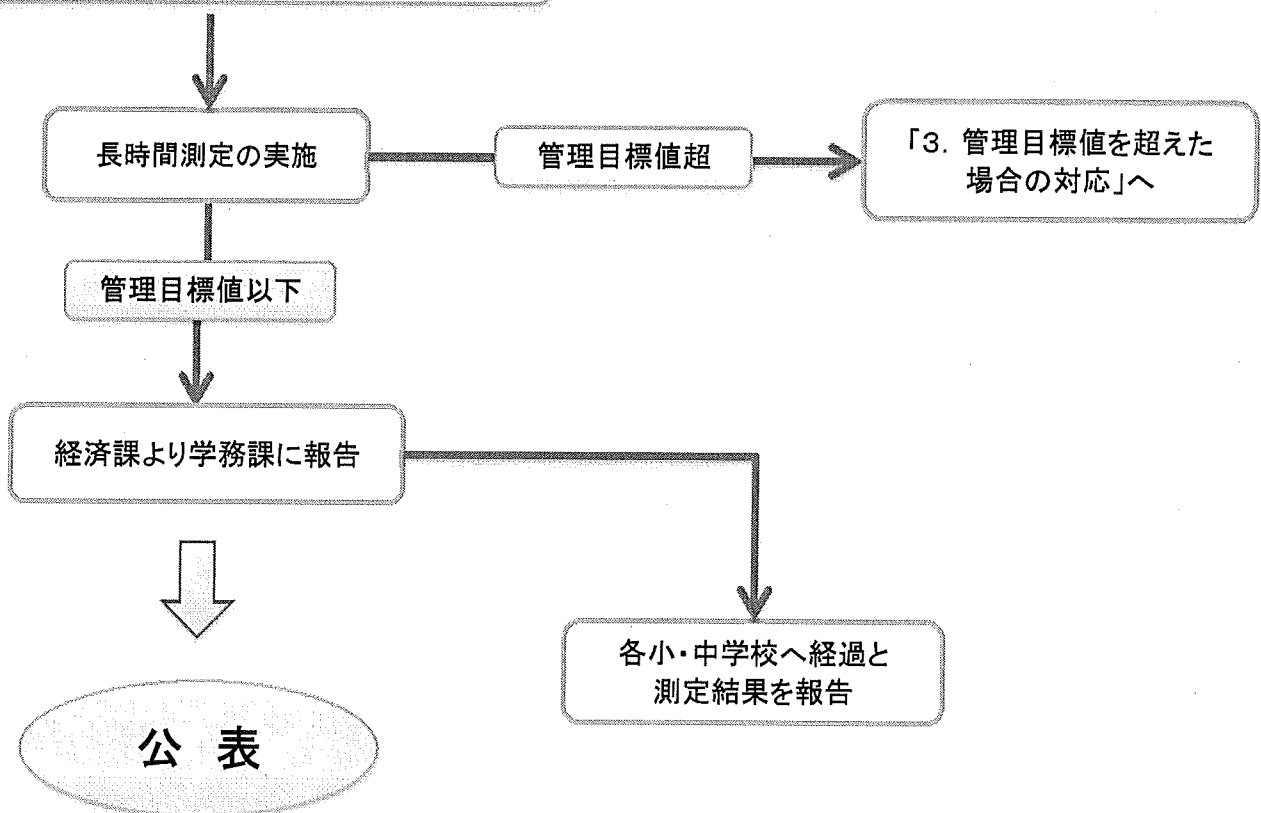 長時間測定の実施
管理目標値超
「3．管理目標値を超えた
場合の対応」へ
管理目標値以下
経済課より学務課に報告
各小・中学校へ経過と
測定結果を報告
公 表